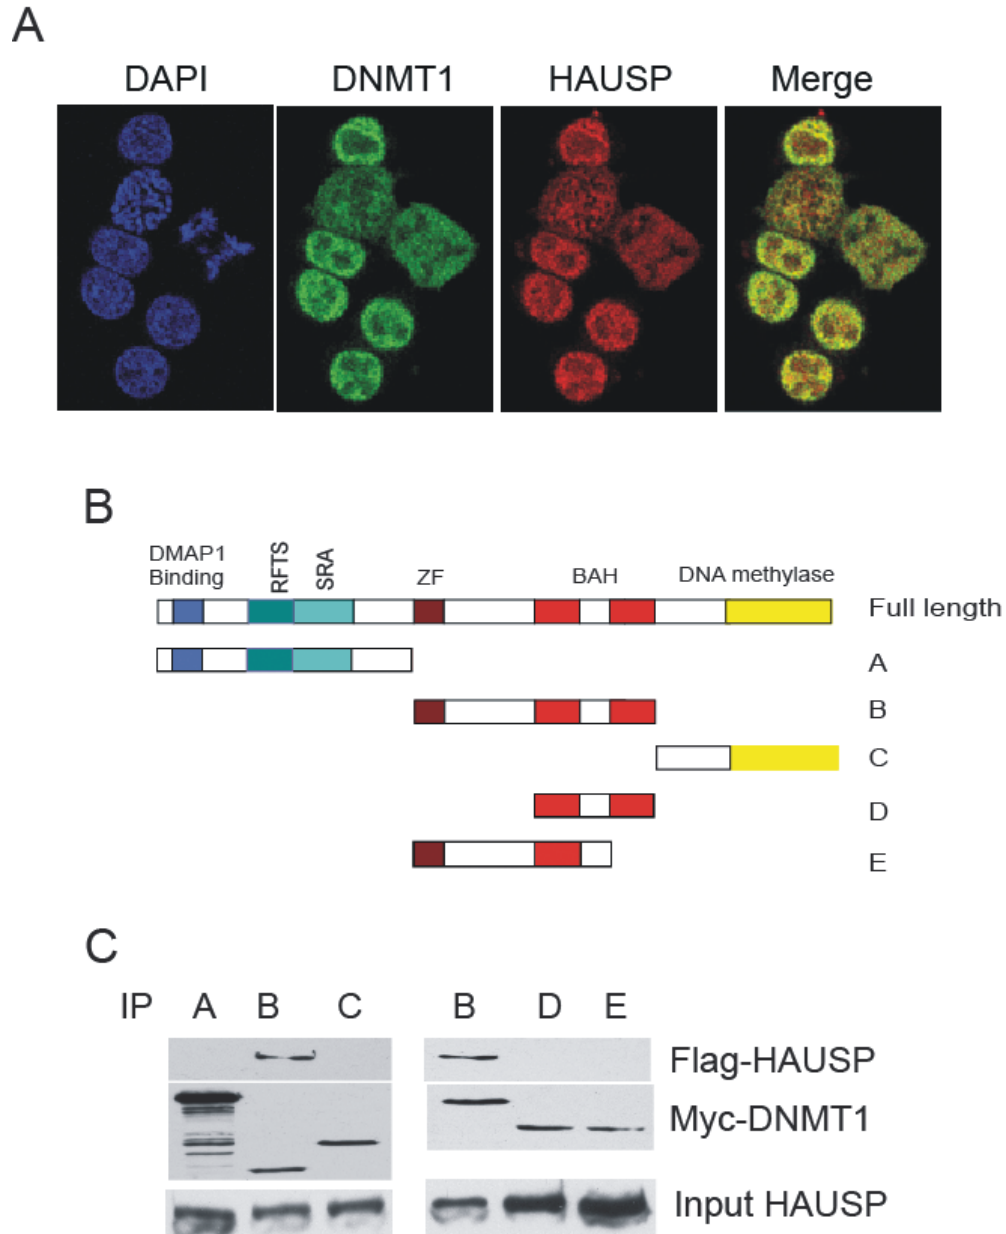 A
DAPI DNMT1 HAUSP Merge
B
DMAP1
Binding
RFTS
SRA
ZF
BAH
DNA methylase
Full length
A
B
C
D
E
C
IP A B C B D E
Flag-HAUSP
Myc-DNMT1
Input HAUSP